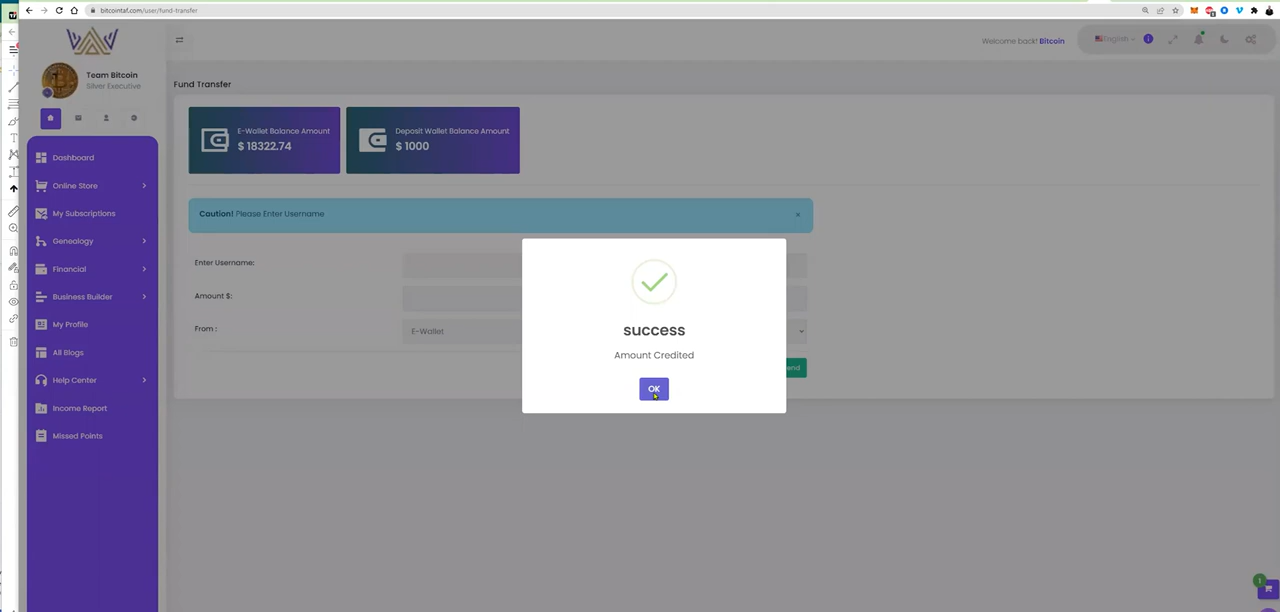 bitcointaf.com/user/fund-transfer
Team Bitcoin
Silver Executive
Welcome back! Bitcoin
English
Fund Transfer
E-Wallet Balance Amount
$ 18322.74
Deposit Wallet Balance Amount
$ 1000
Dashboard
Online Store
My Subscriptions
Genealogy
Financial
Business Builder
My Profile
All Blogs
Help Center
Income Report
Missed Points
Caution! Please Enter Username
×
Enter Username:
Amount $:
From :
E-Wallet
success
Amount Credited
OK
1